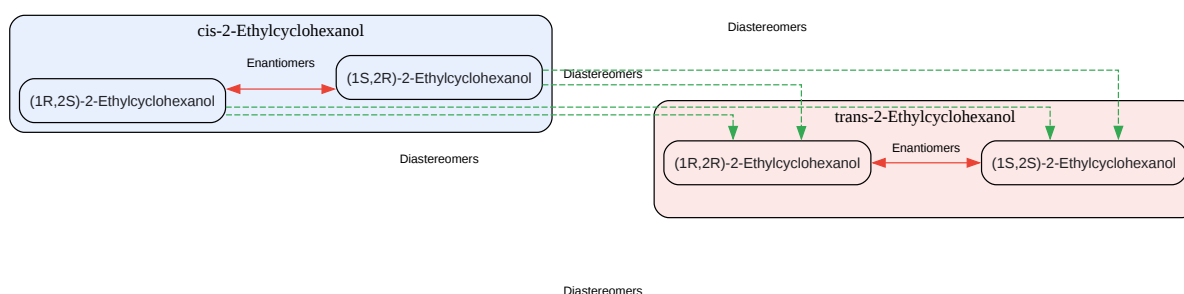 Diastereomers
cis-2-Ethylcyclohexanol
Enantiomers
(1S,2R)-2-Ethylcyclohexanol
Diastereomers
(1R,2S)-2-Ethylcyclohexanol
trans-2-Ethylcyclohexanol
Enantiomers
Diastereomers
(1R,2R)-2-Ethylcyclohexanol
(1S,2S)-2-Ethylcyclohexanol
Diastereomers